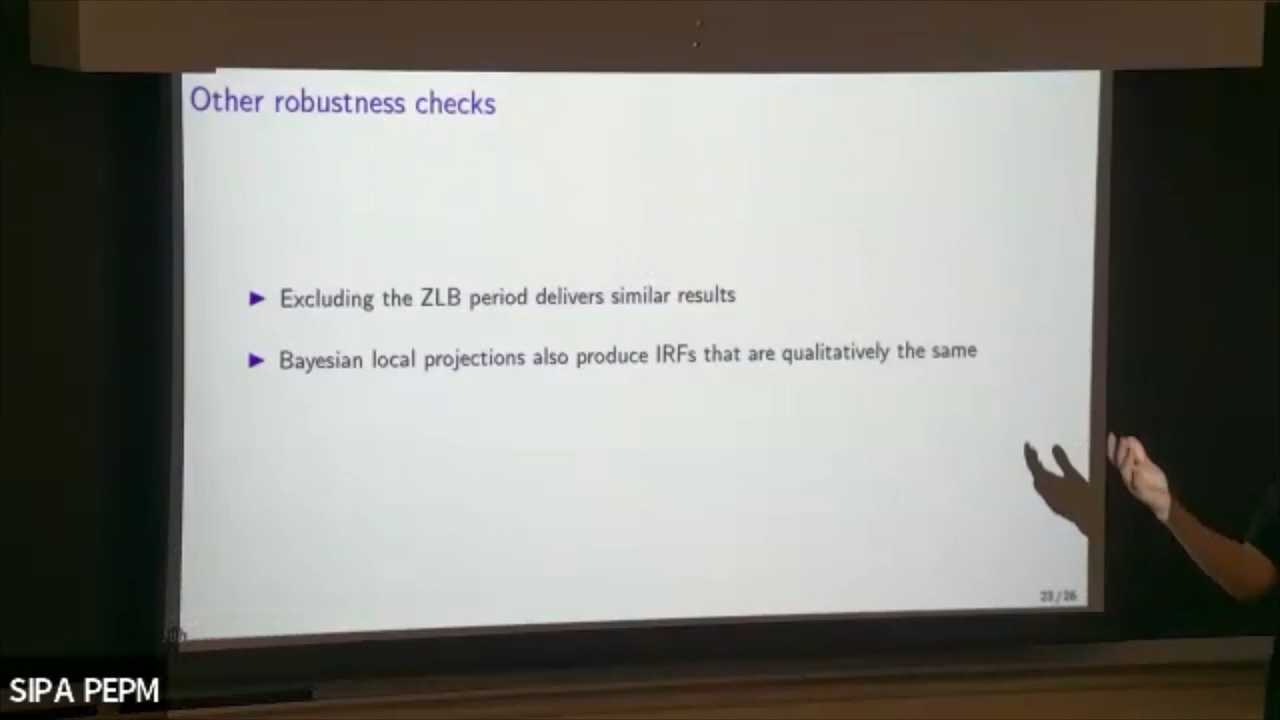 Other robustness checks
Excluding the ZLB period delivers similar results
Bayesian local projections also produce IRFs that are qualitatively the same
23/26
SIPA PEPM